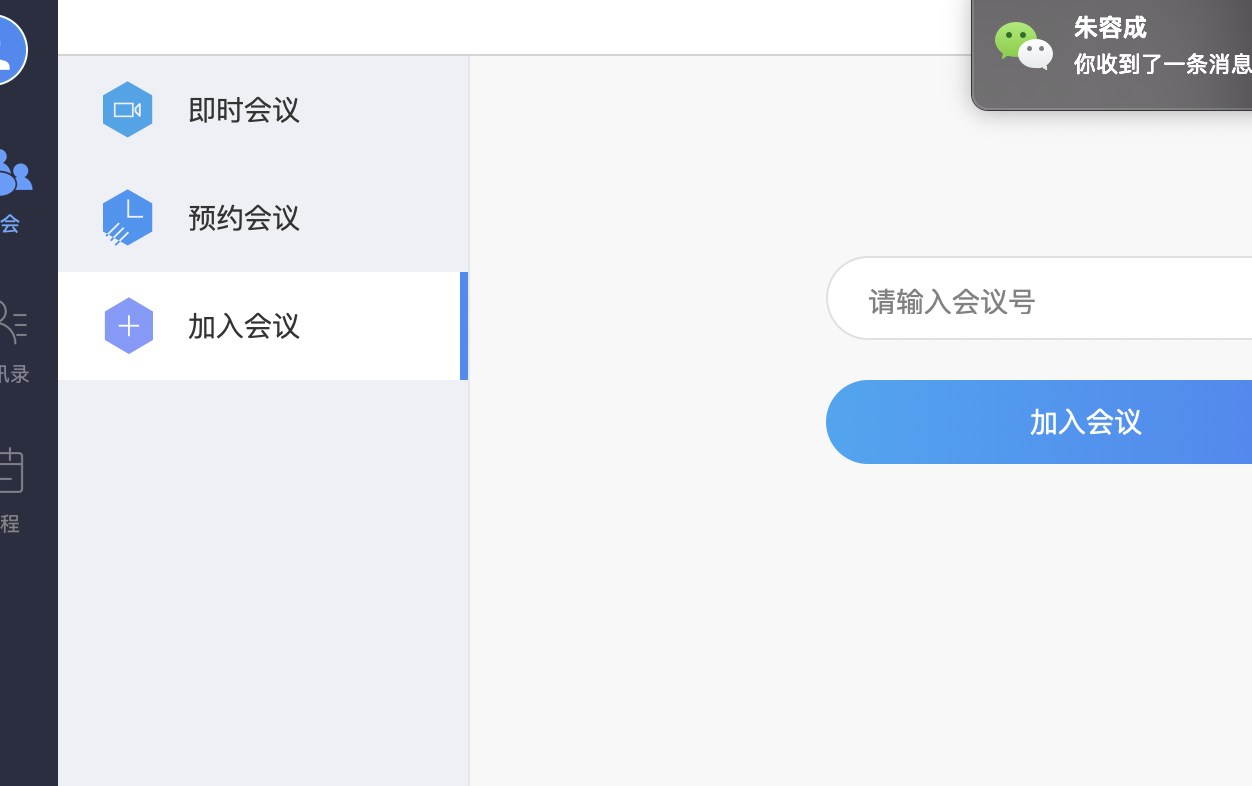 朱容成
你收到了一条消息
即时会议
预约会议
加入会议
请输入会议号
加入会议
会
讯录
程